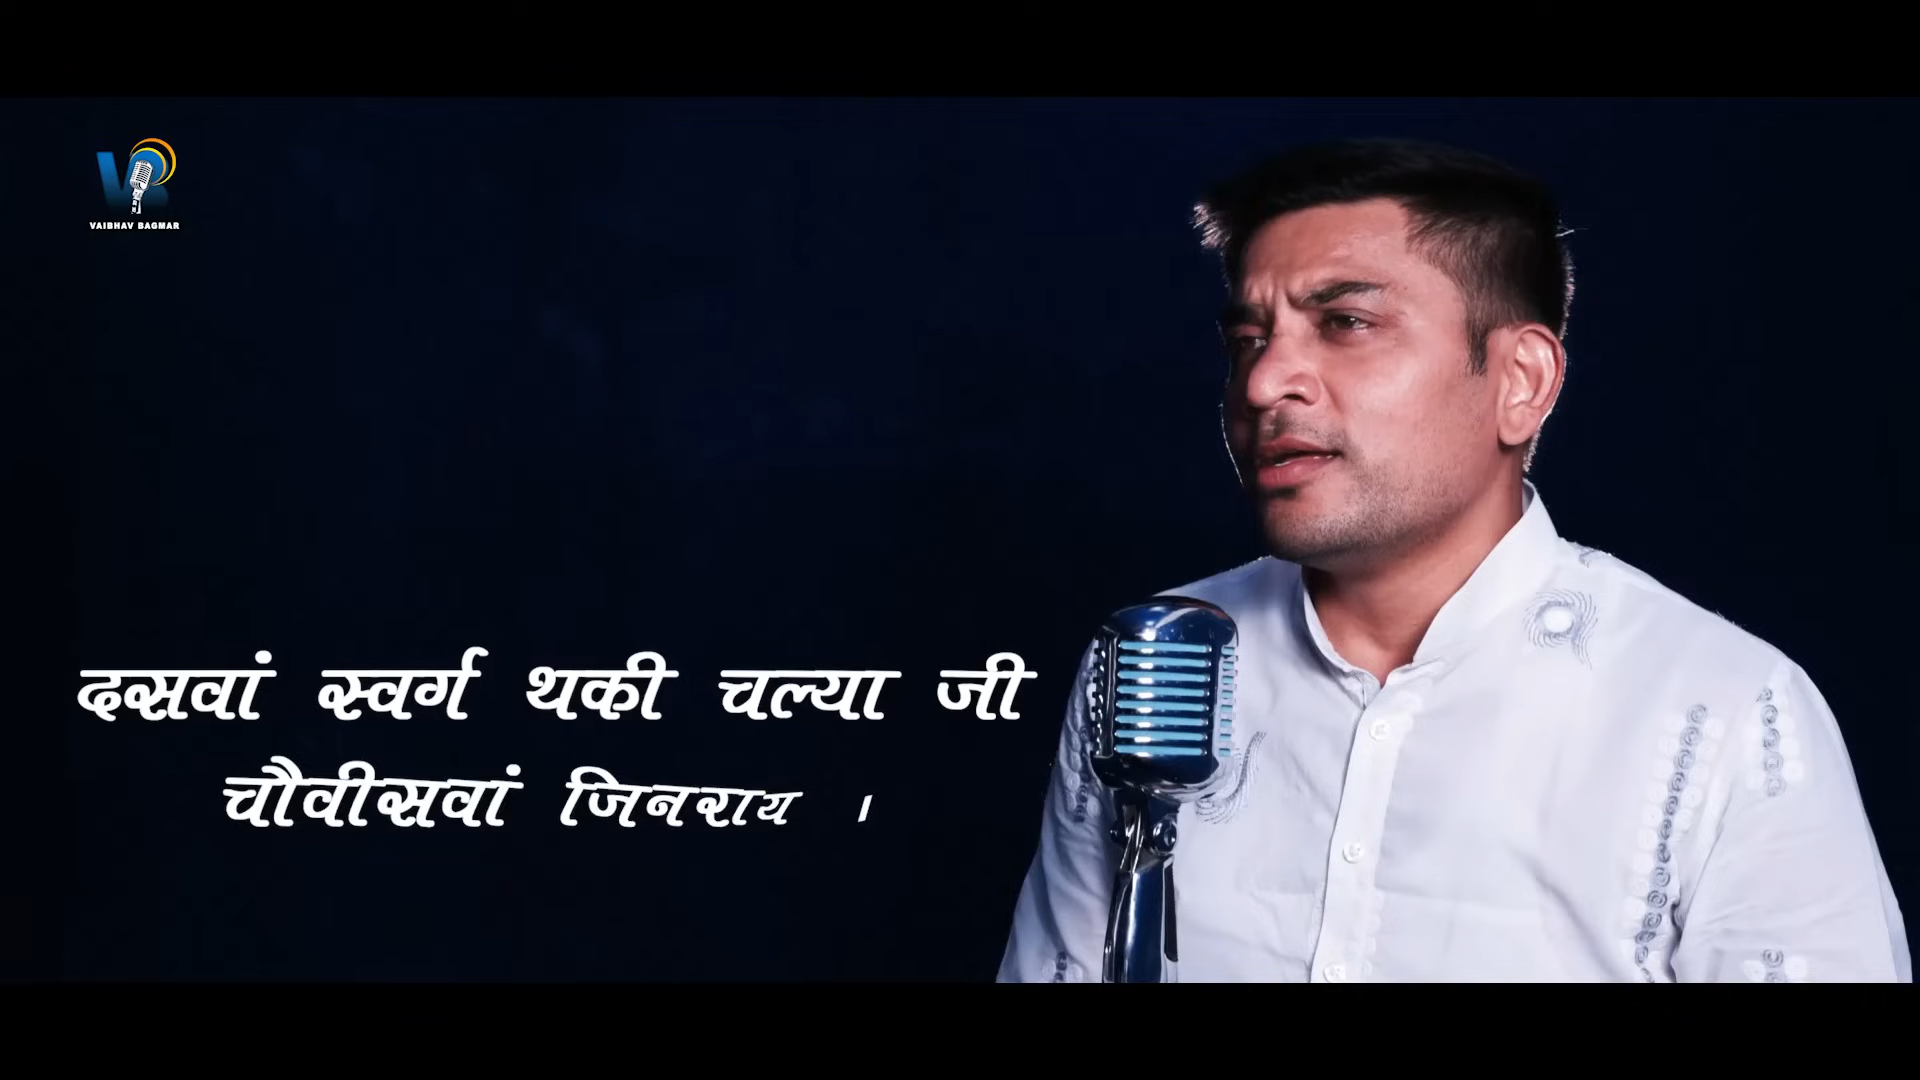 VAIBHAV BAGMAR
दसवां स्वर्ग थकी चल्या जी
चौवीसवां जिनराय ।